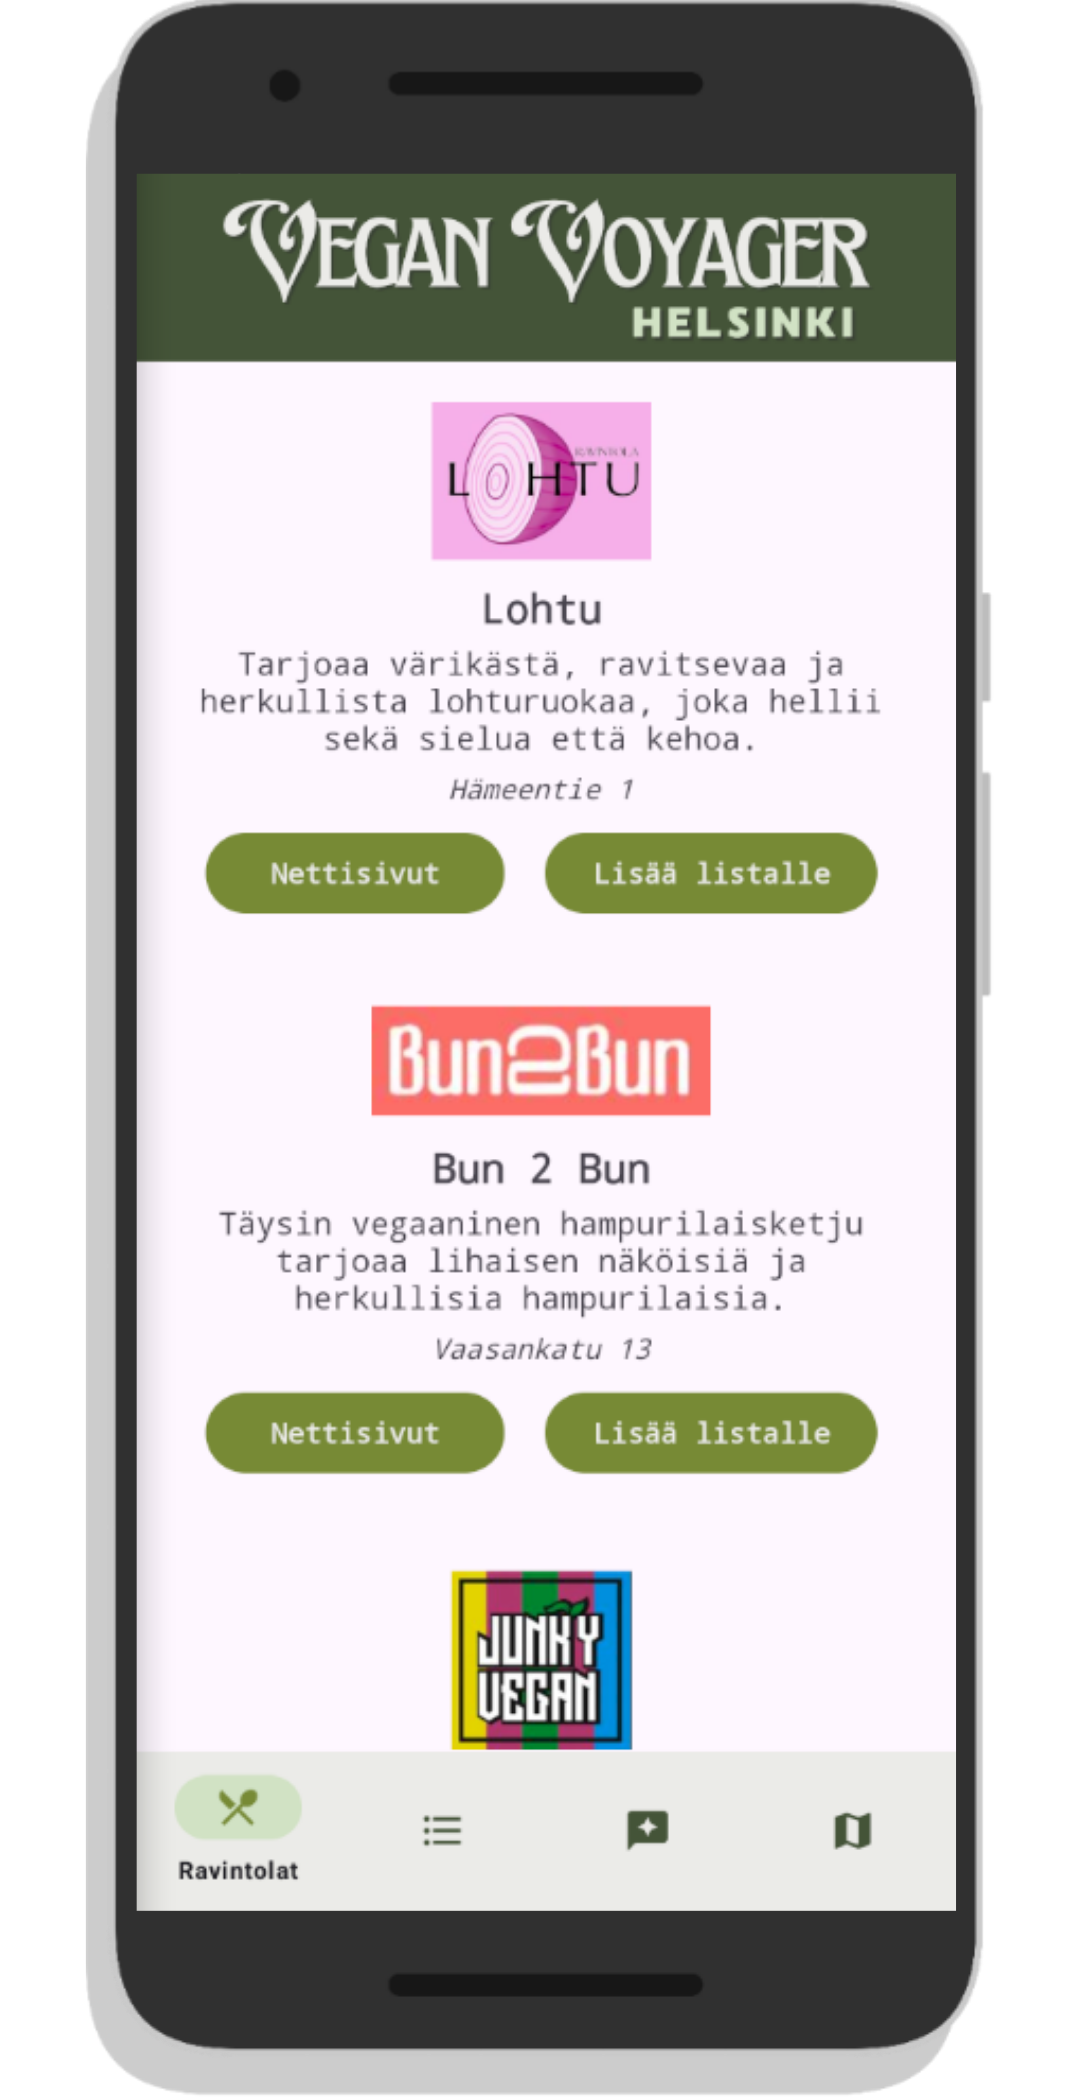 VEGAN VOYAGER
HELSINKI
RAVINTOLA
LOHTU
Lohtu
Tarjoaa värikästä, ravitsevaa ja
herkullista lohturuokaa, joka hellii
sekä sielua että kehoa.
Hämeentie 1
Nettisivut Lisää listalle
Bun2Bun
Bun 2 Bun
Täysin vegaaninen hampurilaisketju
tarjoaa lihaisen näköisiä ja
herkullisia hampurilaisia.
Vaasankatu 13
Nettisivut Lisää listalle
JUNKY
VEGAN
Ravintolat